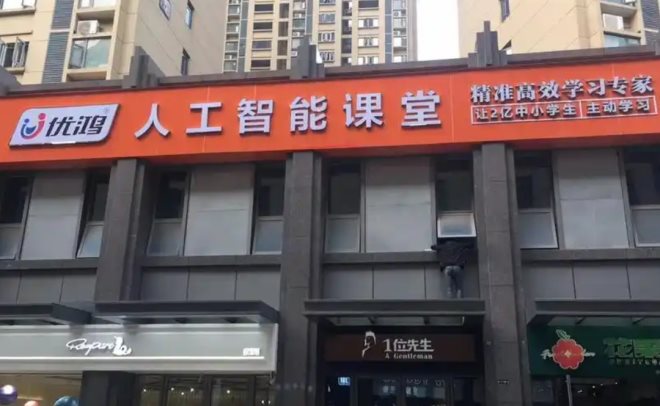 优鸿®
人工智能课堂
精准高效学习专家
让2亿中小学生 主动学习
1位先生
A Gentleman